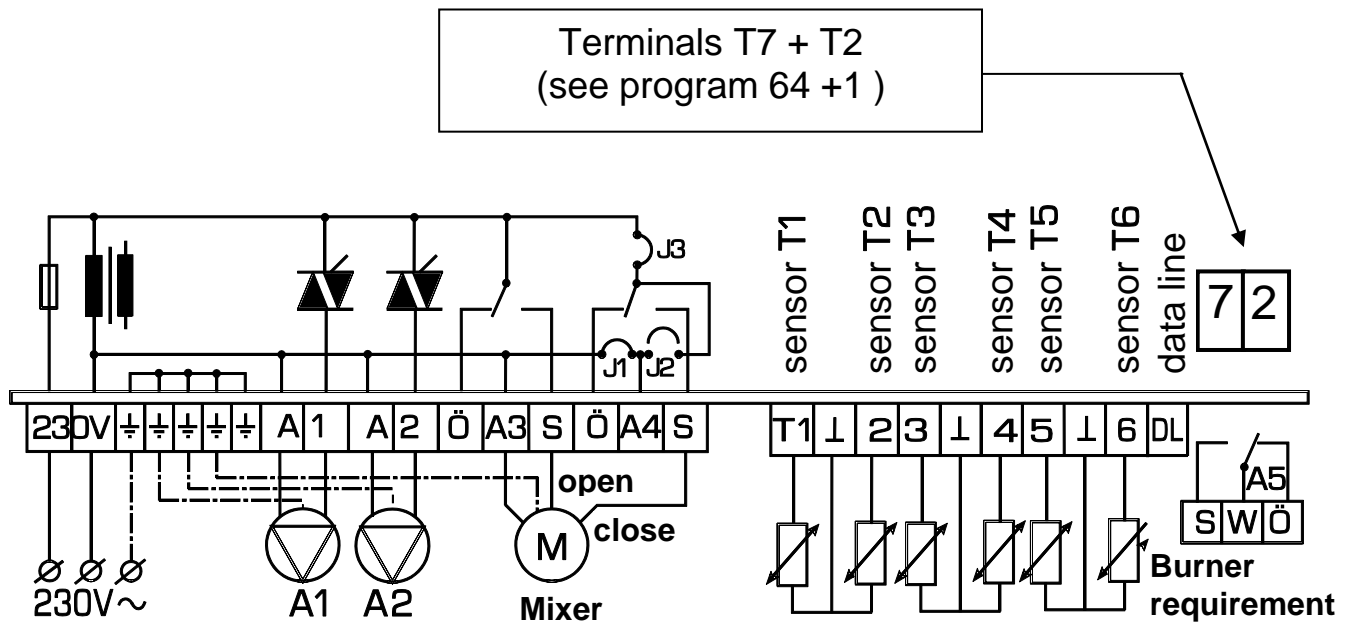 Terminals T7 + T2
(see program 64 +1 )
J3
J1
J2
sensor T1
sensor T2
sensor T3
sensor T4
sensor T5
sensor T6
data line
7 2
230V A 1 A 2 Ö A3 S Ö A4 S
T1 ⊥ 2 3 ⊥ 4 5 ⊥ 6 DL
A5
S W Ö
open
close
M
230V~
A1
A2
Mixer
Burner
requirement